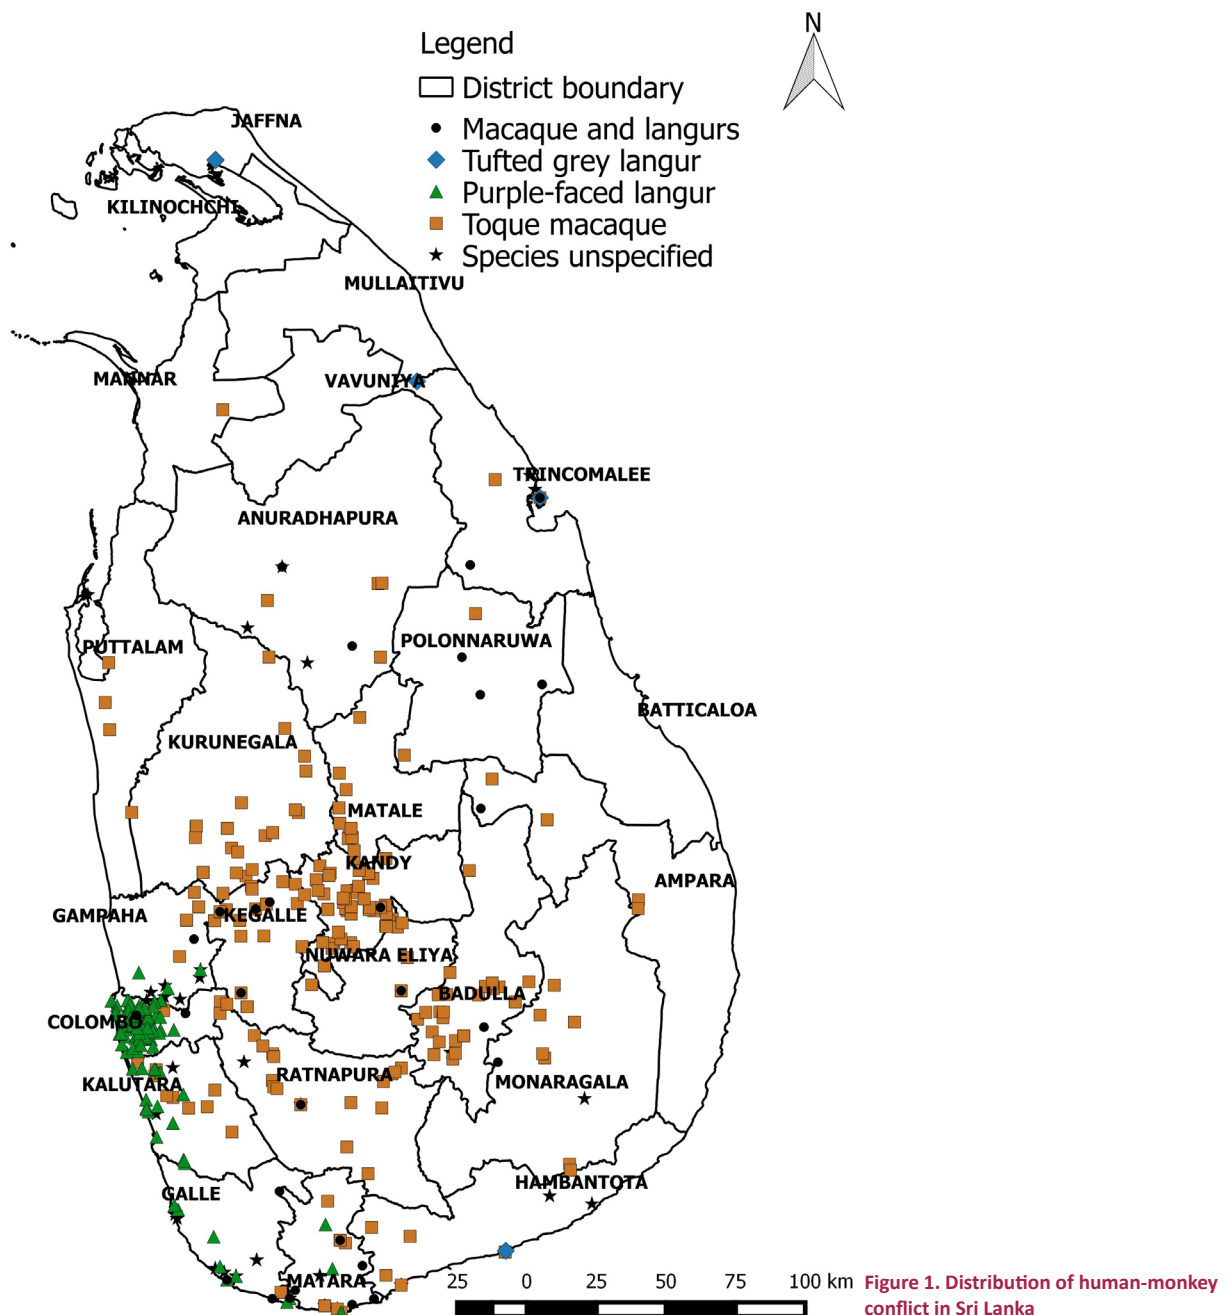 N
Legend
District boundary
Macaque and langurs
Tufted grey langur
Purple-faced langur
Toque macaque
Species unspecified
JAFFNA
KILINOCHCHI
MULLAITIVU
MANNAR
VAVUNIYA
TRINCOMALEE
ANURADHAPURA
PUTTALAM
POLONNARUWA
BATTICALOA
KURUNEGALA
MATALE
KANDY
AMPARA
GAMPAHA
KEGALLE
NUWARA ELIYA
BADULLA
COLOMBO
RATNAPURA
MONARAGALA
KALUTARA
HAMBANTOTA
GALLE
MATARA
25 0 25 50 75 100 km
Figure 1. Distribution of human-monkey
conflict in Sri Lanka